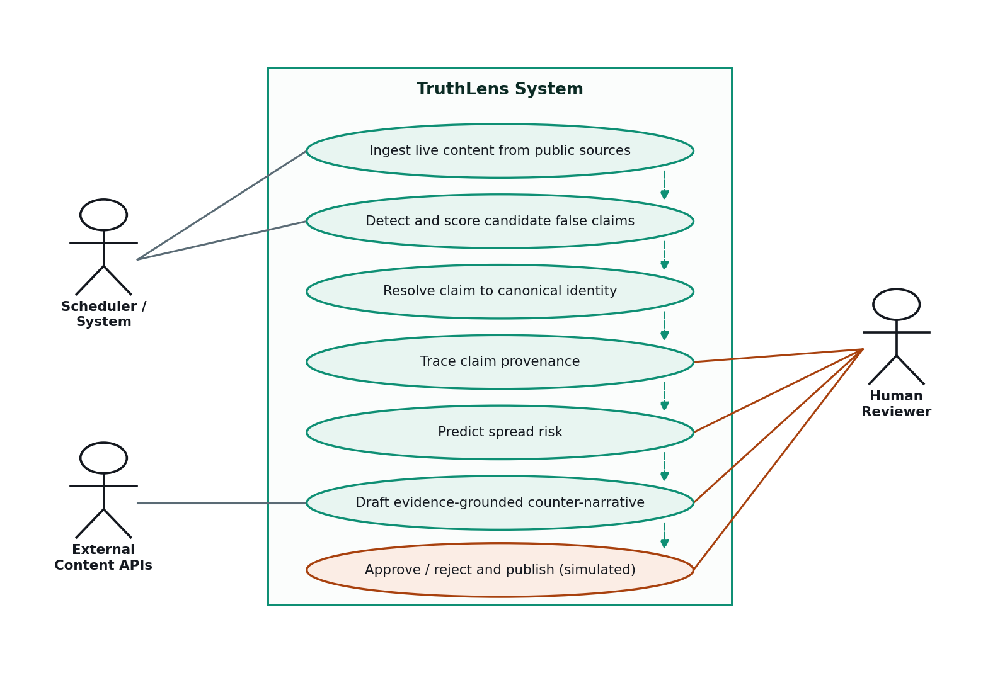 TruthLens System
Ingest live content from public sources
Detect and score candidate false claims
Resolve claim to canonical identity
Trace claim provenance
Predict spread risk
Draft evidence-grounded counter-narrative
Approve / reject and publish (simulated)
Scheduler /
System
External
Content APIs
Human
Reviewer